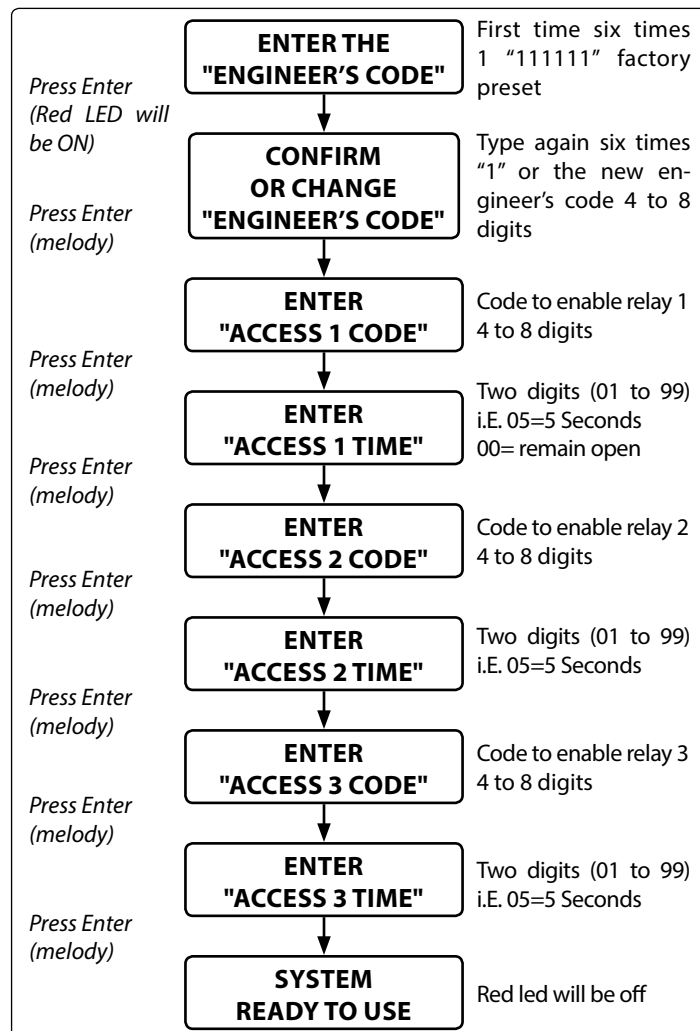 ENTER THE
"ENGINEER'S CODE"
First time six times
1 “111111” factory
preset
Press Enter
(Red LED will
be ON)
CONFIRM
OR CHANGE
"ENGINEER'S CODE"
Type again six times
“1” or the new en-
gineer’s code 4 to 8
digits
Press Enter
(melody)
ENTER
"ACCESS 1 CODE"
Code to enable relay 1
4 to 8 digits
Press Enter
(melody)
ENTER
"ACCESS 1 TIME"
Two digits (01 to 99)
i.E. 05=5 Seconds
00= remain open
Press Enter
(melody)
ENTER
"ACCESS 2 CODE"
Code to enable relay 2
4 to 8 digits
Press Enter
(melody)
ENTER
"ACCESS 2 TIME"
Two digits (01 to 99)
i.E. 05=5 Seconds
Press Enter
(melody)
ENTER
"ACCESS 3 CODE"
Code to enable relay 3
4 to 8 digits
Press Enter
(melody)
ENTER
"ACCESS 3 TIME"
Two digits (01 to 99)
i.E. 05=5 Seconds
Press Enter
(melody)
SYSTEM
READY TO USE
Red led will be off